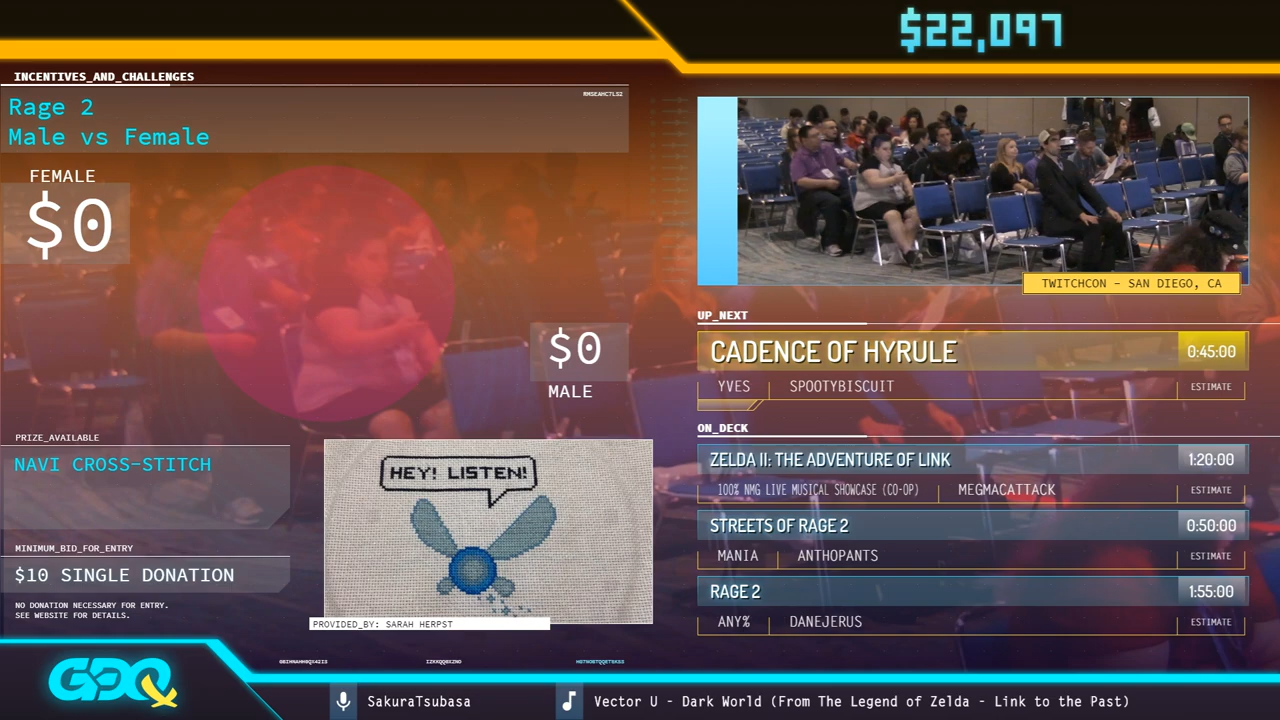 $22,097
INCENTIVES_AND_CHALLENGES
Rage 2
Male vs Female
FEMALE
$0
$0
MALE
PRIZE_AVAILABLE
NAVI CROSS-STITCH
HEY! LISTEN!
MINIMUM_BID_FOR_ENTRY
$10 SINGLE DONATION
NO DONATION NECESSARY FOR ENTRY.
SEE WEBSITE FOR DETAILS.
PROVIDED_BY: SARAH HERPST
TWITCHCON - SAN DIEGO, CA
UP_NEXT
CADENCE OF HYRULE 0:45:00
YVES SPOOTYBISCUIT ESTIMATE
ON_DECK
ZELDA II: THE ADVENTURE OF LINK 1:20:00
100% NMG LIVE MUSICAL SHOWCASE (CO-OP) MEGMACATTACK ESTIMATE
STREETS OF RAGE 2 0:50:00
MANIA ANTHOPANTS ESTIMATE
RAGE 2 1:55:00
ANY% DANEJERUS ESTIMATE
GDQ
SakuraTsubasa
Vector U - Dark World (From The Legend of Zelda - Link to the Past)